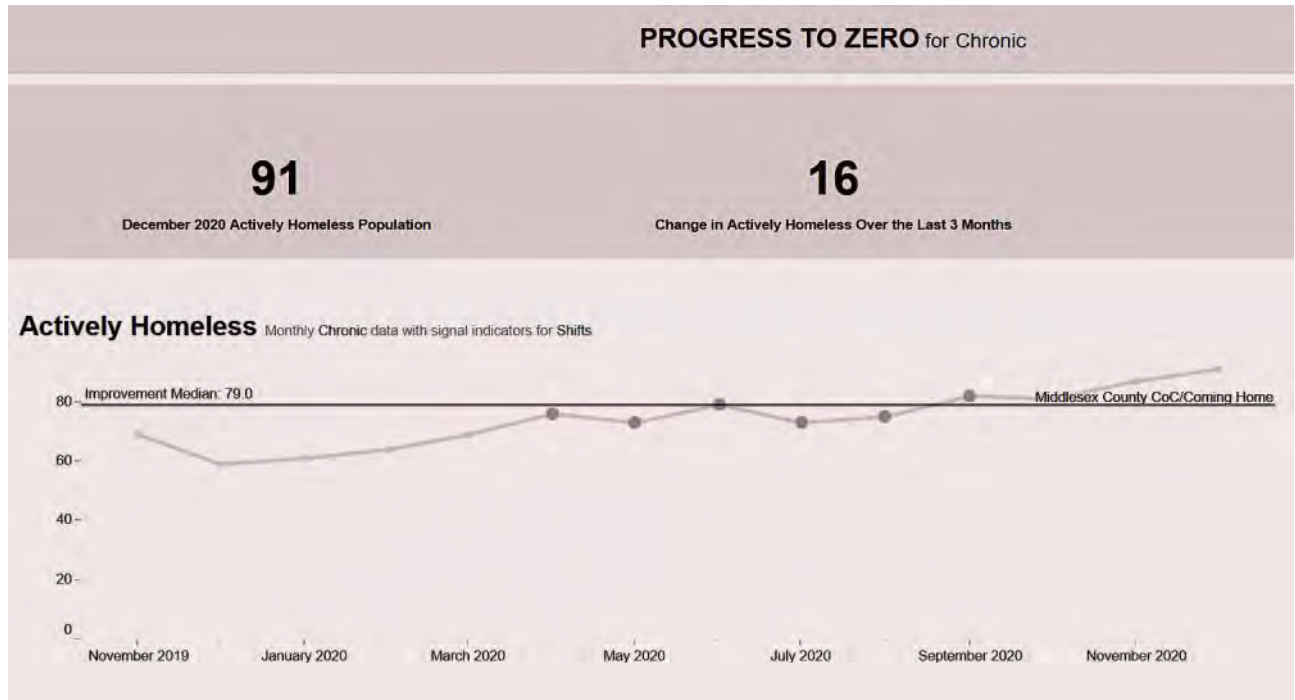 PROGRESS TO ZERO for Chronic
91
16
December 2020 Actively Homeless Population
Change in Actively Homeless Over the Last 3 Months
Actively Homeless Monthly Chronic data with signal indicators for Shifts
80
Improvement Median: 79.0
Middlesex County CoC/Coming Home
60
40
20
0
November 2019
January 2020
March 2020
May 2020
July 2020
September 2020
November 2020